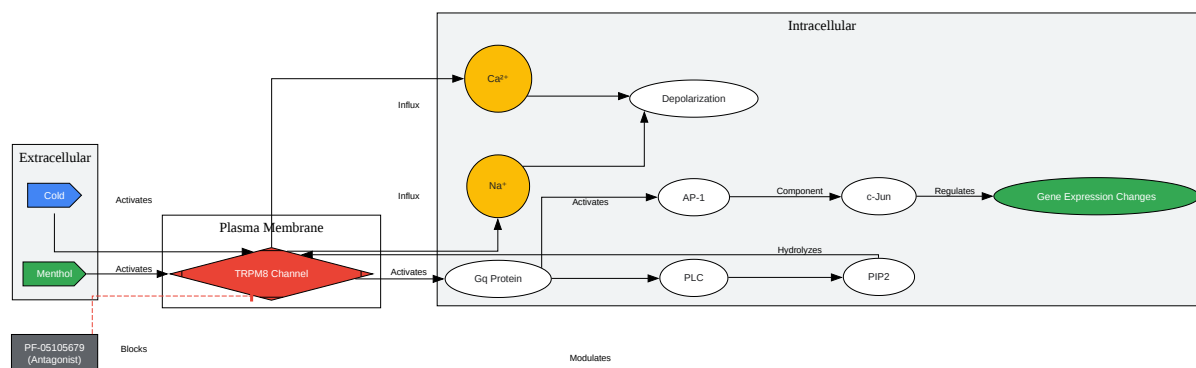 Intracellular
Ca²⁺
Influx
Depolarization
Extracellular
Cold
Activates
Influx
Na⁺
Activates
AP-1
Component
c-Jun
Regulates
Gene Expression Changes
Plasma Membrane
Menthol
Activates
TRPM8 Channel
Activates
Gq Protein
PLC
Hydrolyzes
PIP2
PF-05105679
(Antagonist)
Blocks
Modulates